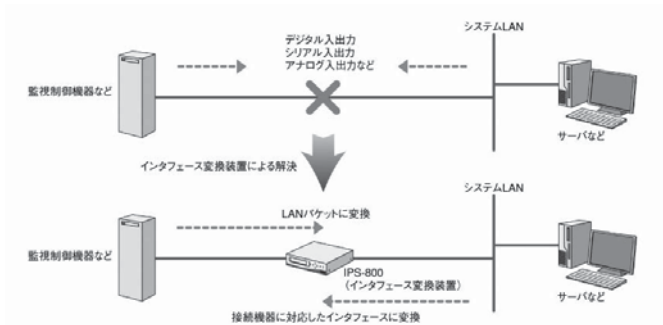 システムLAN
デジタル入出力
シリアル入出力
アナログ入出力など
監視制御機器など
サーバなど
インタフェース変換装置による解決
システムLAN
LANパケットに変換
監視制御機器など
IPS-800
(インタフェース変換装置)
サーバなど
接続機器に対応したインタフェースに変換